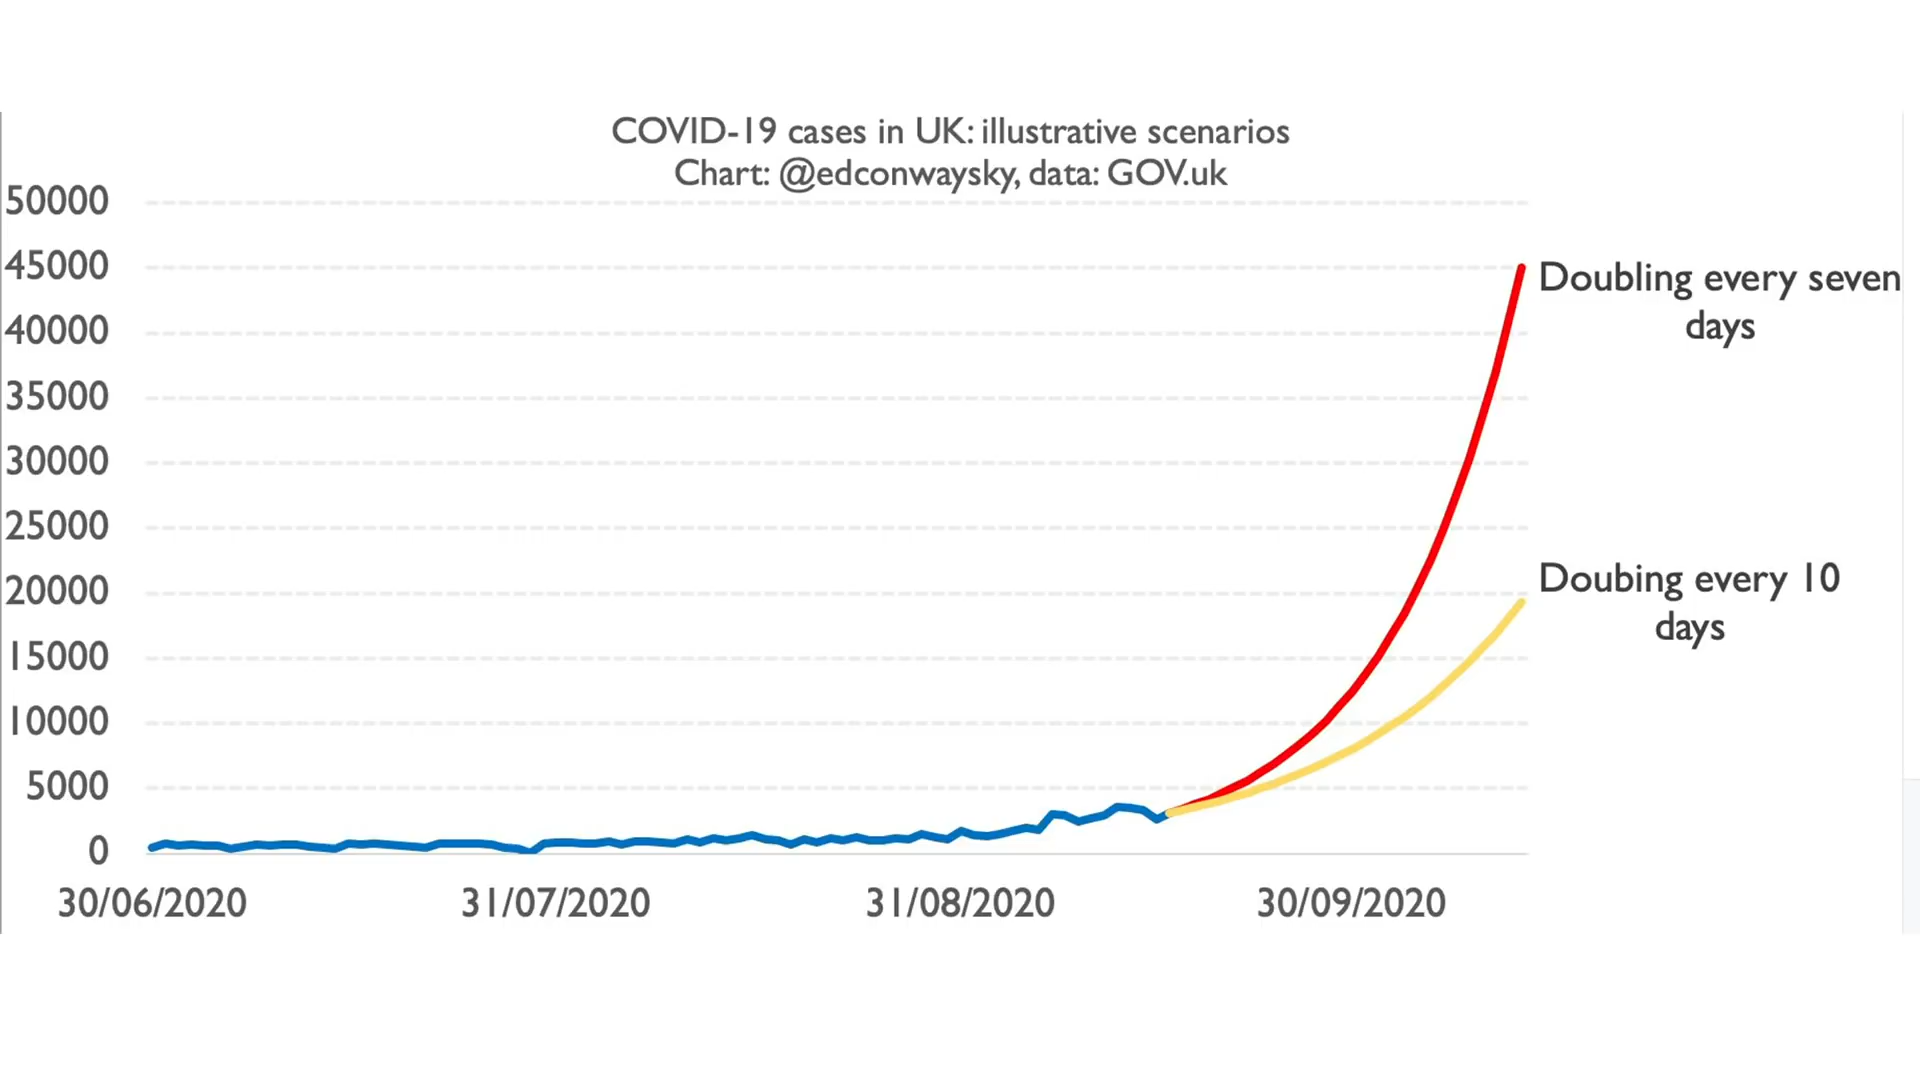 COVID-19 cases in UK: illustrative scenarios
Chart: @edconwaysky, data: GOV.uk
50000
45000
40000
35000
30000
25000
20000
15000
10000
5000
0
Doubling every seven
days
Doubing every 10
days
30/06/2020
31/07/2020
31/08/2020
30/09/2020